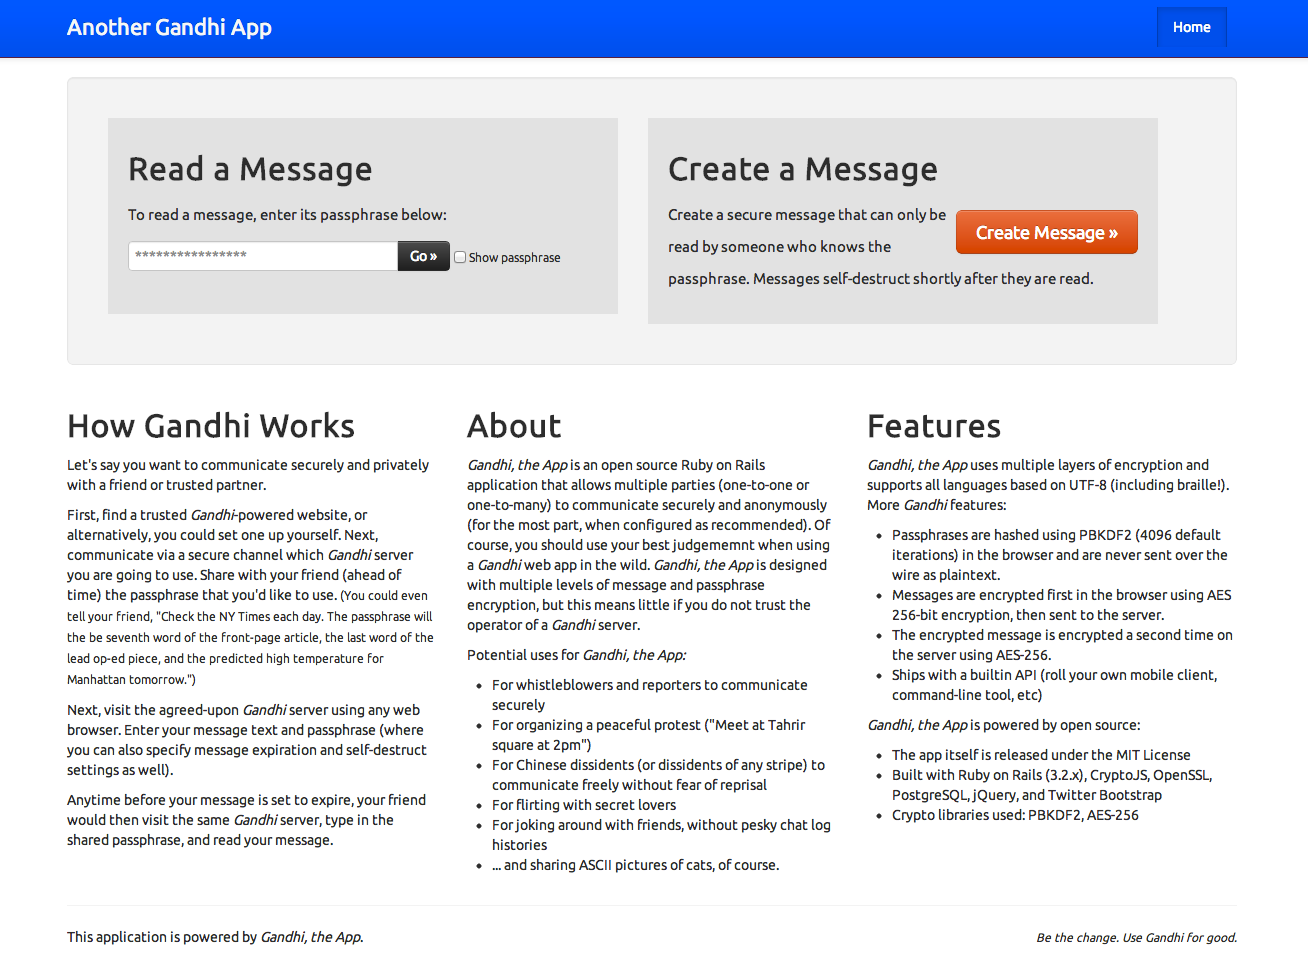 Another Gandhi App
Home
Read a Message
To read a message, enter its passphrase below:
****************
Go »
Show passphrase
Create a Message
Create a secure message that can only be
read by someone who knows the
passphrase. Messages self-destruct shortly after they are read.
Create Message »
How Gandhi Works
Let's say you want to communicate securely and privately
with a friend or trusted partner.
First, find a trusted Gandhi-powered website, or
alternatively, you could set one up yourself. Next,
communicate via a secure channel which Gandhi server
you are going to use. Share with your friend (ahead of
time) the passphrase that you'd like to use. (You could even
tell your friend, "Check the NY Times each day. The passphrase will
the be seventh word of the front-page article, the last word of the
lead op-ed piece, and the predicted high temperature for
Manhattan tomorrow.")
Next, visit the agreed-upon Gandhi server using any web
browser. Enter your message text and passphrase (where
you can also specify message expiration and self-destruct
settings as well).
Anytime before your message is set to expire, your friend
would then visit the same Gandhi server, type in the
shared passphrase, and read your message.
About
Gandhi, the App is an open source Ruby on Rails
application that allows multiple parties (one-to-one or
one-to-many) to communicate securely and anonymously
(for the most part, when configured as recommended). Of
course, you should use your best judgememnt when using
a Gandhi web app in the wild. Gandhi, the App is designed
with multiple levels of message and passphrase
encryption, but this means little if you do not trust the
operator of a Gandhi server.
Potential uses for Gandhi, the App:
• For whistleblowers and reporters to communicate
securely
• For organizing a peaceful protest ("Meet at Tahrir
square at 2pm")
• For Chinese dissidents (or dissidents of any stripe) to
communicate freely without fear of reprisal
• For flirting with secret lovers
• For joking around with friends, without pesky chat log
histories
• ... and sharing ASCII pictures of cats, of course.
Features
Gandhi, the App uses multiple layers of encryption and
supports all languages based on UTF-8 (including braille!).
More Gandhi features:
• Passphrases are hashed using PBKDF2 (4096 default
iterations) in the browser and are never sent over the
wire as plaintext.
• Messages are encrypted first in the browser using AES
256-bit encryption, then sent to the server.
• The encrypted message is encrypted a second time on
the server using AES-256.
• Ships with a builtin API (roll your own mobile client,
command-line tool, etc)
Gandhi, the App is powered by open source:
• The app itself is released under the MIT License
• Built with Ruby on Rails (3.2.x), CryptoJS, OpenSSL,
PostgreSQL, jQuery, and Twitter Bootstrap
• Crypto libraries used: PBKDF2, AES-256
This application is powered by Gandhi, the App.
Be the change. Use Gandhi for good.